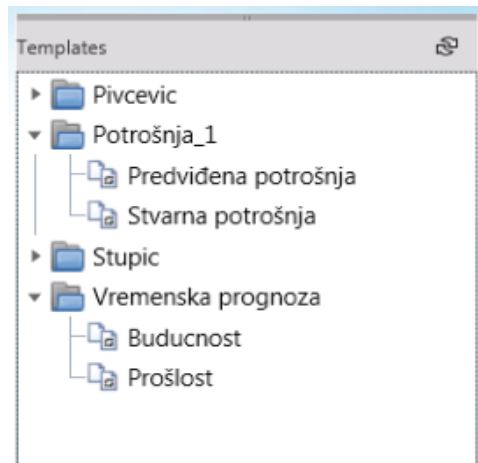 Templates
Pivcevic
Potrošnja_1
Predviđena potrošnja
Stvarna potrošnja
Stupic
Vremenska prognoza
Buducnost
Prošlost